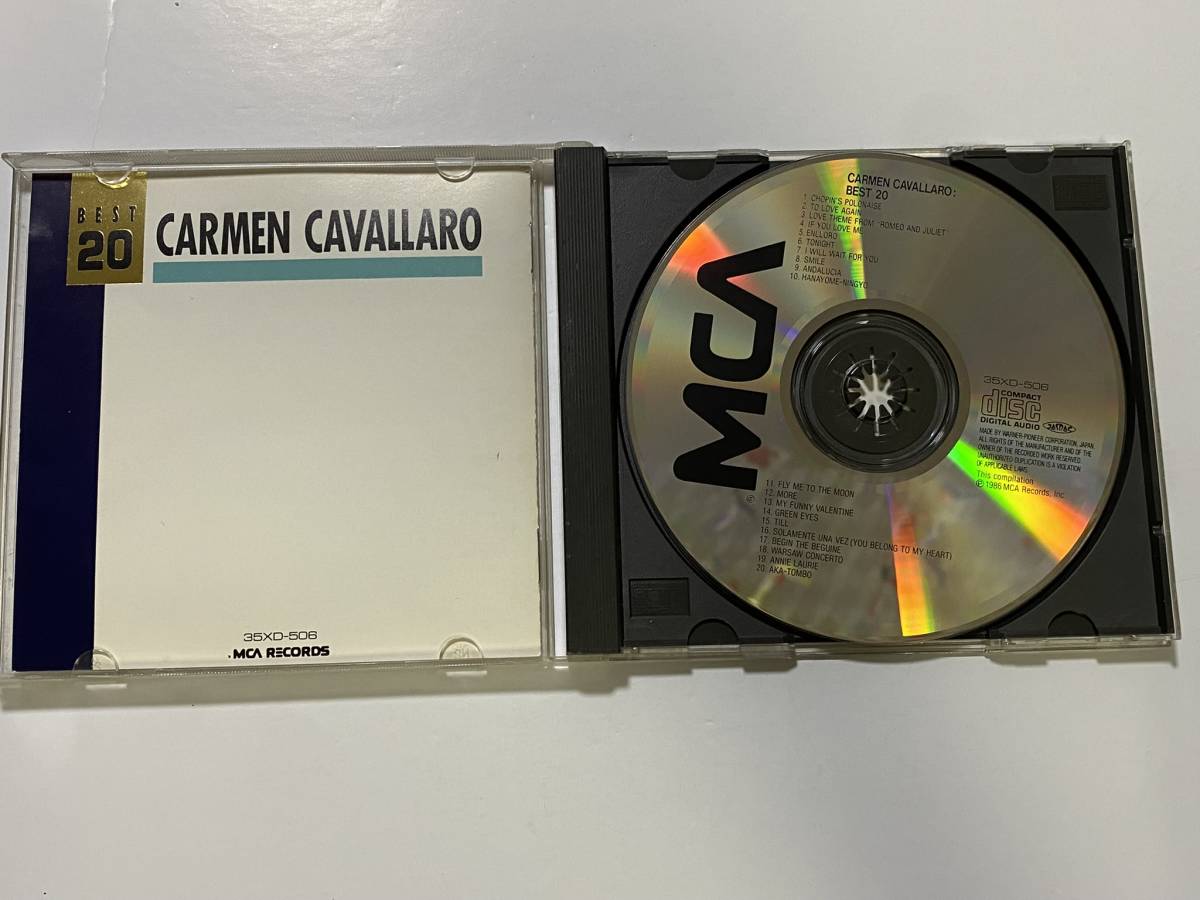 BEST
20
CARMEN CAVALLARO
35XD-506
MCA RECORDS
CARMEN CAVALLARO:
BEST 20
1. CHOPIN'S POLONAISE
2. TO LOVE AGAIN
3. LOVE THEME FROM "ROMEO AND JULIET"
4. IF YOU LOVE ME
5. ENLLORO
6. TONIGHT
7. I WILL WAIT FOR YOU
8. SMILE
9. ANDALUCIA
10. HANAYOME-NINGYO
MCA
35XD-506
COMPACT
disc
DIGITAL AUDIO
JASRAC
MADE BY WARNER-PIONEER CORPORATION, JAPAN.
ALL RIGHTS OF THE MANUFACTURER AND OF THE
OWNER OF THE RECORDED WORK RESERVED.
UNAUTHORIZED DUPLICATION IS A VIOLATION
OF APPLICABLE LAWS.
This compilation
℗ 1986 MCA Records, Inc.
11. FLY ME TO THE MOON
12. MORE
13. MY FUNNY VALENTINE
14. GREEN EYES
15. TILL
16. SOLAMENTE UNA VEZ (YOU BELONG TO MY HEART)
17. BEGIN THE BEGUINE
18. WARSAW CONCERTO
19. ANNIE LAURIE
20. AKA-TOMBO